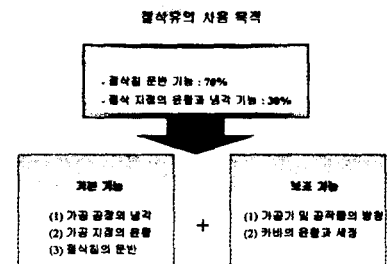 절삭유의 사용 목적
- 절삭칩 운반 기능 : 70%
- 절삭 지점의 윤활과 냉각 기능 : 30%
기본 기능
(1) 가공 공정의 냉각
(2) 가공 지점의 윤활
(3) 절삭칩의 운반
+
보조 기능
(1) 가공기 및 공작물의 방청
(2) 카바의 윤활과 세정